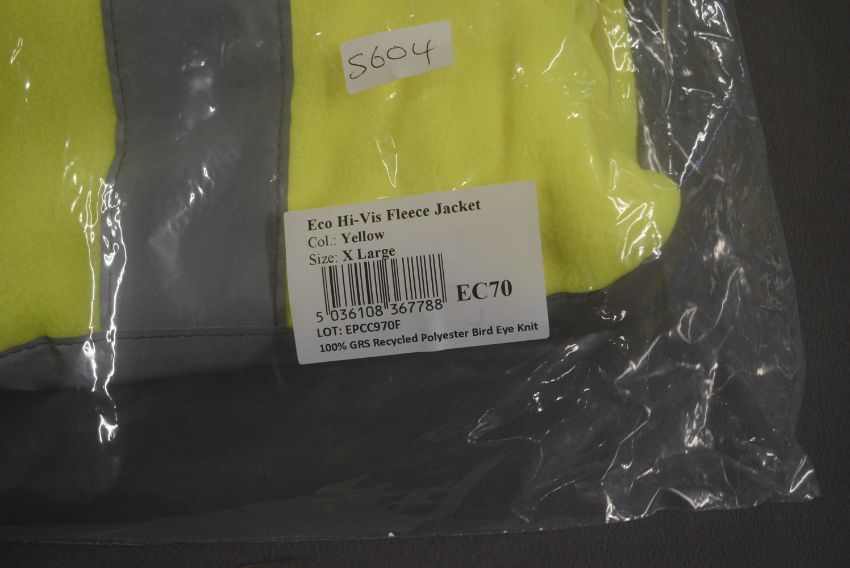 S604
Eco Hi-Vis Fleece Jacket
Col.: Yellow
Size: X Large
5 036108 367788
EC70
LOT: EPCC970F
100% GRS Recycled Polyester Bird Eye Knit